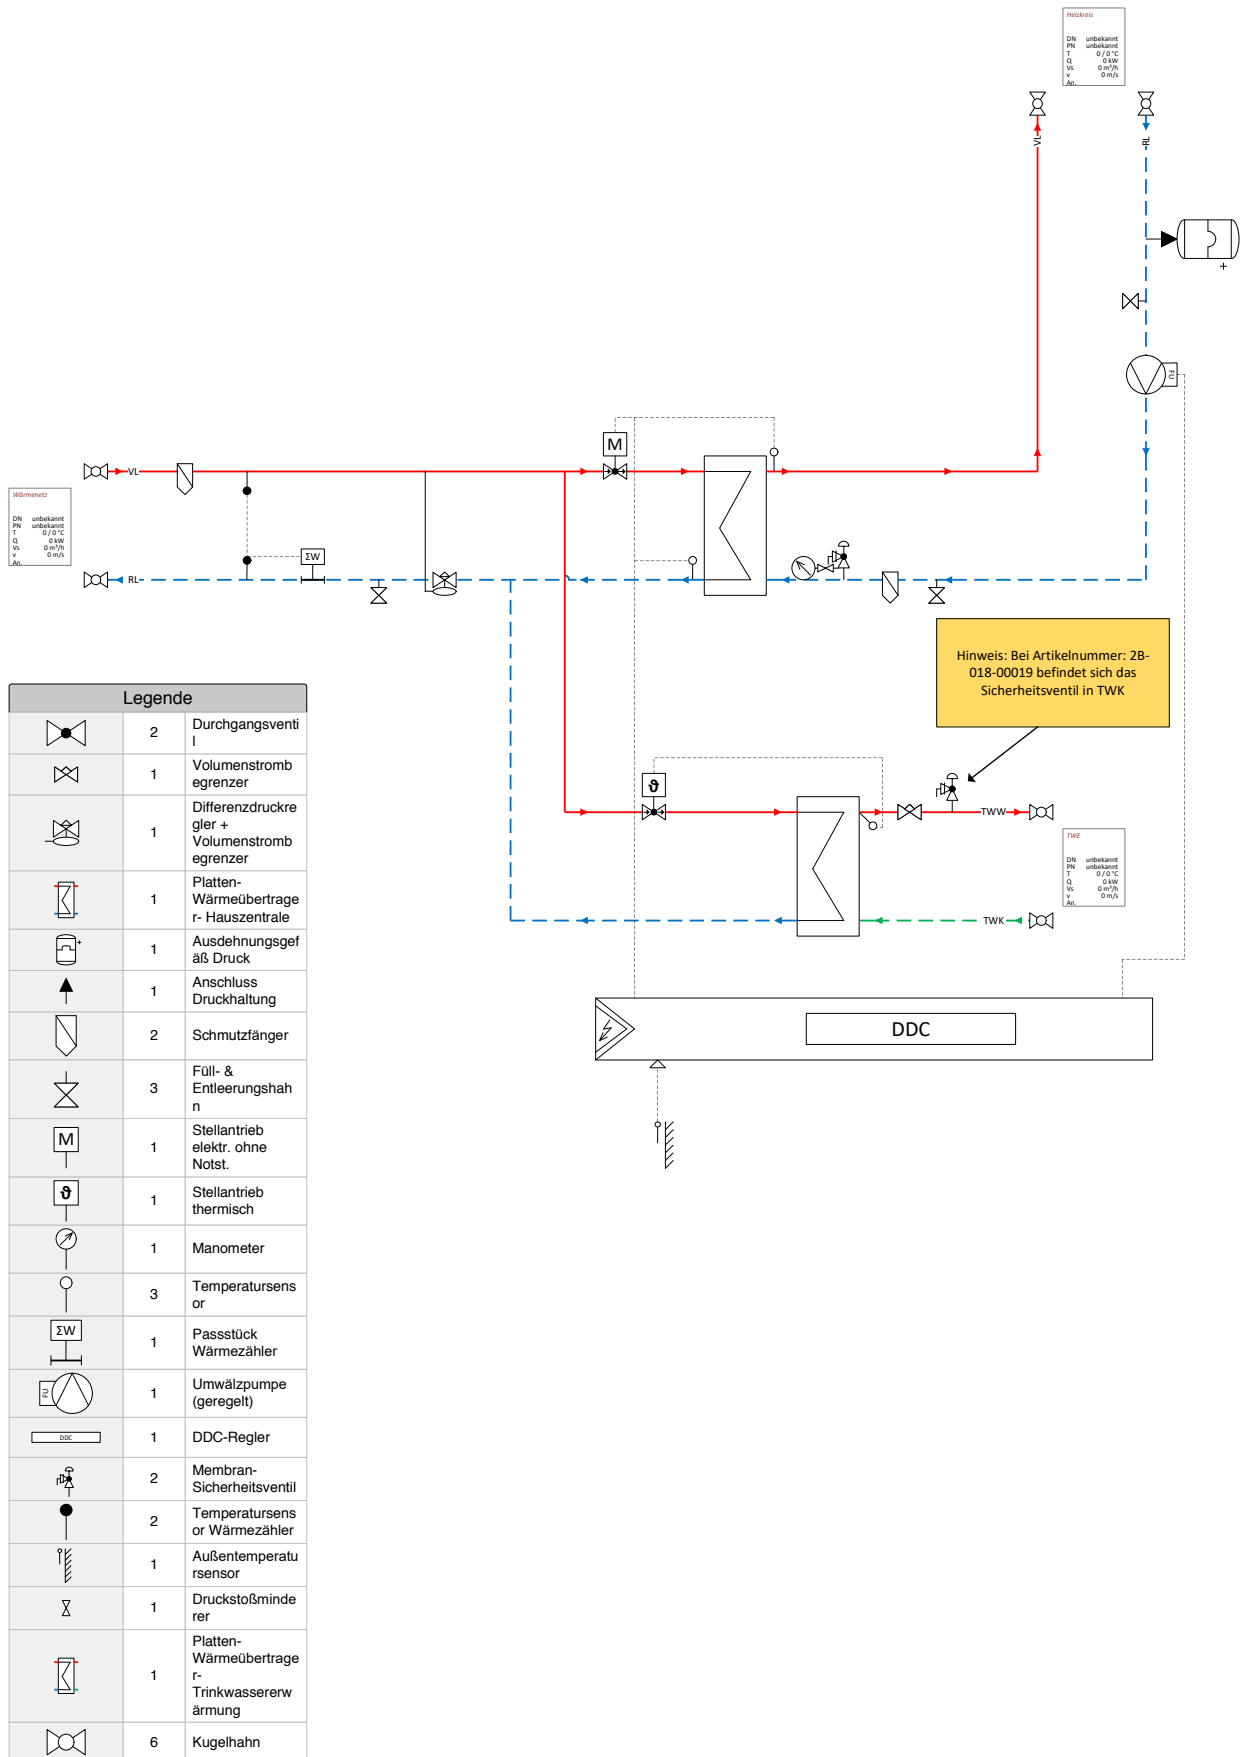 Heizkreis
DN unbekannt
PN unbekannt
T 0 / 0 °C
Q 0 kW
Vs 0 m³/h
v 0 m/s
An.
VL
RL
FU
M
VL
Wärmenetz
DN unbekannt
PN unbekannt
T 0 / 0 °C
Q 0 kW
Vs 0 m³/h
v 0 m/s
An.
ΣW
RL
Hinweis: Bei Artikelnummer: 2B-
018-00019 befindet sich das
Sicherheitsventil in TWK
ϑ
TWW
TWE
DN unbekannt
PN unbekannt
T 0 / 0 °C
Q 0 kW
Vs 0 m³/h
v 0 m/s
An.
TWK
DDC
Legende
2 Durchgangsventi
l
1 Volumenstromb
egrenzer
1 Differenzdruckre
gler +
Volumenstromb
egrenzer
1 Platten-
Wärmeübertrage
r- Hauszentrale
1 Ausdehnungsgef
äß Druck
1 Anschluss
Druckhaltung
2 Schmutzfänger
3 Füll- &
Entleerungshah
n
M 1 Stellantrieb
elektr. ohne
Notst.
ϑ 1 Stellantrieb
thermisch
1 Manometer
3 Temperatursens
or
ΣW 1 Passstück
Wärmezähler
FU 1 Umwälzpumpe
(geregelt)
DDC 1 DDC-Regler
2 Membran-
Sicherheitsventil
2 Temperatursens
or Wärmezähler
1 Außentemperatu
rsensor
1 Druckstoßminde
rer
1 Platten-
Wärmeübertrage
r-
Trinkwassererw
ärmung
6 Kugelhahn